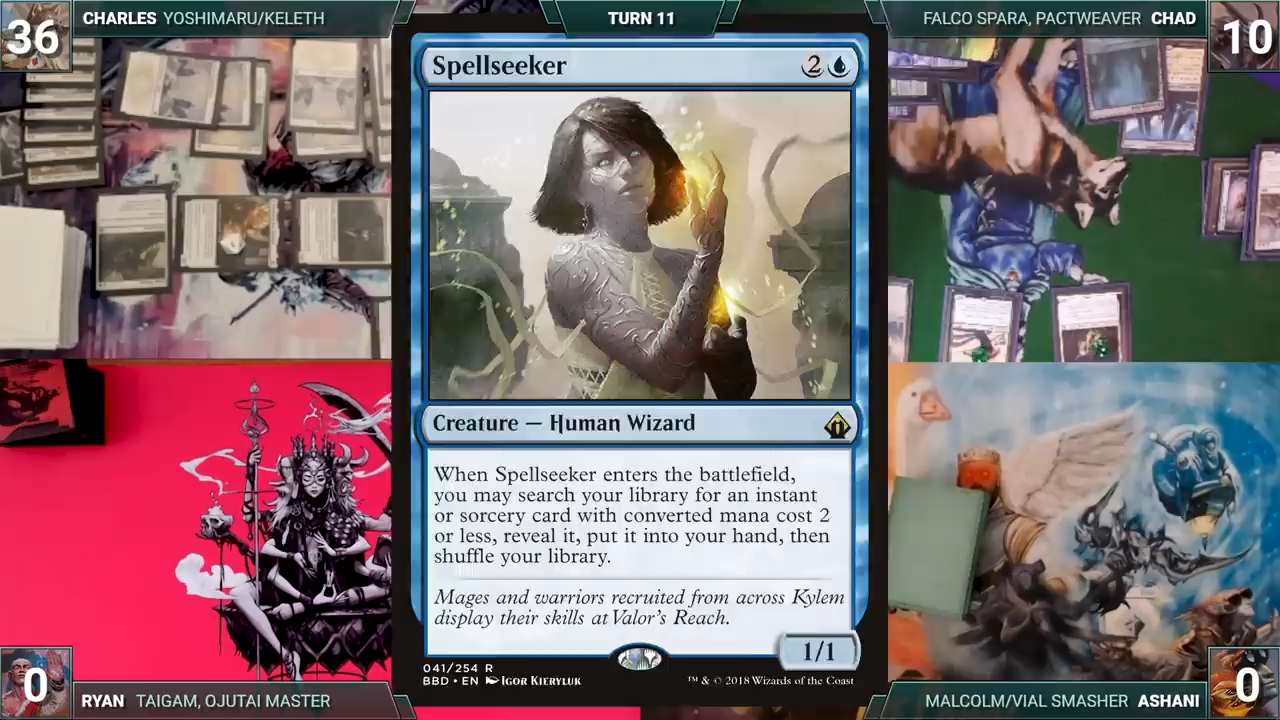 36
CHARLES YOSHIMARU/KELETH
TURN 11
FALCO SPARA, PACTWEAVER CHAD
10
Spellseeker
2
Creature — Human Wizard
When Spellseeker enters the battlefield,
you may search your library for an instant
or sorcery card with converted mana cost 2
or less, reveal it, put it into your hand, then
shuffle your library.
Mages and warriors recruited from across Kylem
display their skills at Valor's Reach.
1/1
041/254 R
BBD • EN Igor Kieryluk
™ & © 2018 Wizards of the Coast
0
RYAN TAIGAM, OJUTAI MASTER
MALCOLM/VIAL SMASHER ASHANI
0